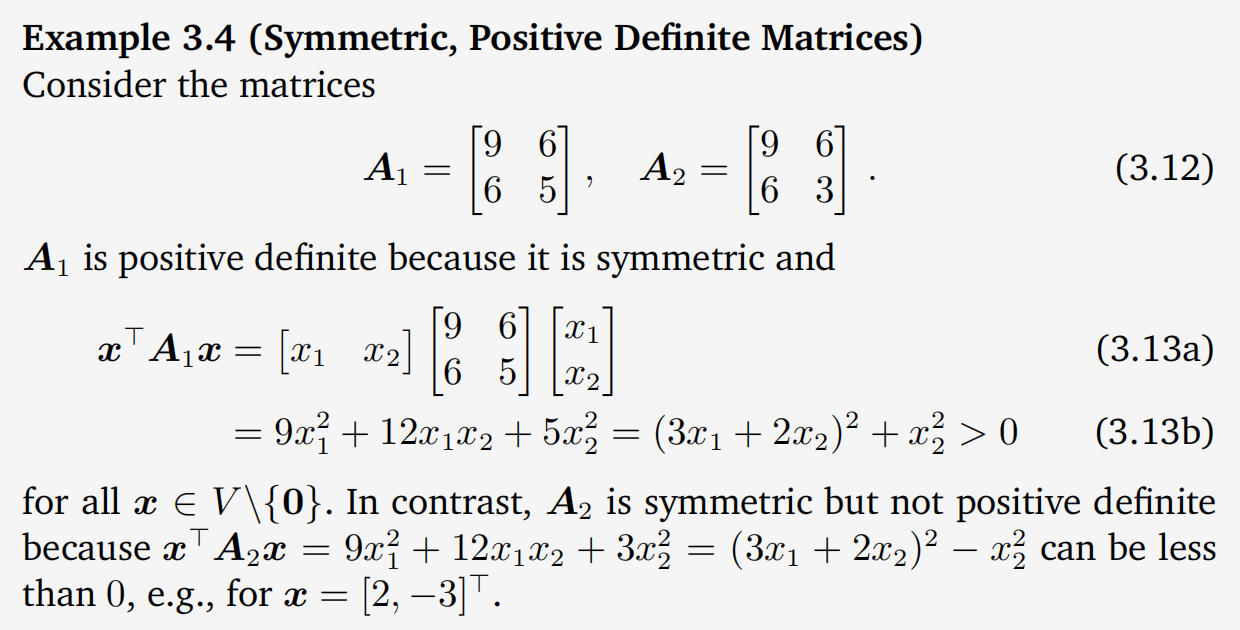 Example 3.4 (Symmetric, Positive Definite Matrices)
Consider the matrices
$\boldsymbol{A}_1 = \begin{bmatrix} 9 & 6 \\ 6 & 5 \end{bmatrix}, \quad \boldsymbol{A}_2 = \begin{bmatrix} 9 & 6 \\ 6 & 3 \end{bmatrix}.$ (3.12)
$\boldsymbol{A}_1$ is positive definite because it is symmetric and
$\boldsymbol{x}^\top \boldsymbol{A}_1 \boldsymbol{x} = \begin{bmatrix} x_1 & x_2 \end{bmatrix} \begin{bmatrix} 9 & 6 \\ 6 & 5 \end{bmatrix} \begin{bmatrix} x_1 \\ x_2 \end{bmatrix}$ (3.13a)
$= 9x_1^2 + 12x_1x_2 + 5x_2^2 = (3x_1 + 2x_2)^2 + x_2^2 > 0$ (3.13b)
for all $\boldsymbol{x} \in V \backslash \{\boldsymbol{0}\}$. In contrast, $\boldsymbol{A}_2$ is symmetric but not positive definite
because $\boldsymbol{x}^\top \boldsymbol{A}_2 \boldsymbol{x} = 9x_1^2 + 12x_1x_2 + 3x_2^2 = (3x_1 + 2x_2)^2 - x_2^2$ can be less
than $0$, e.g., for $\boldsymbol{x} = [2, -3]^\top$.